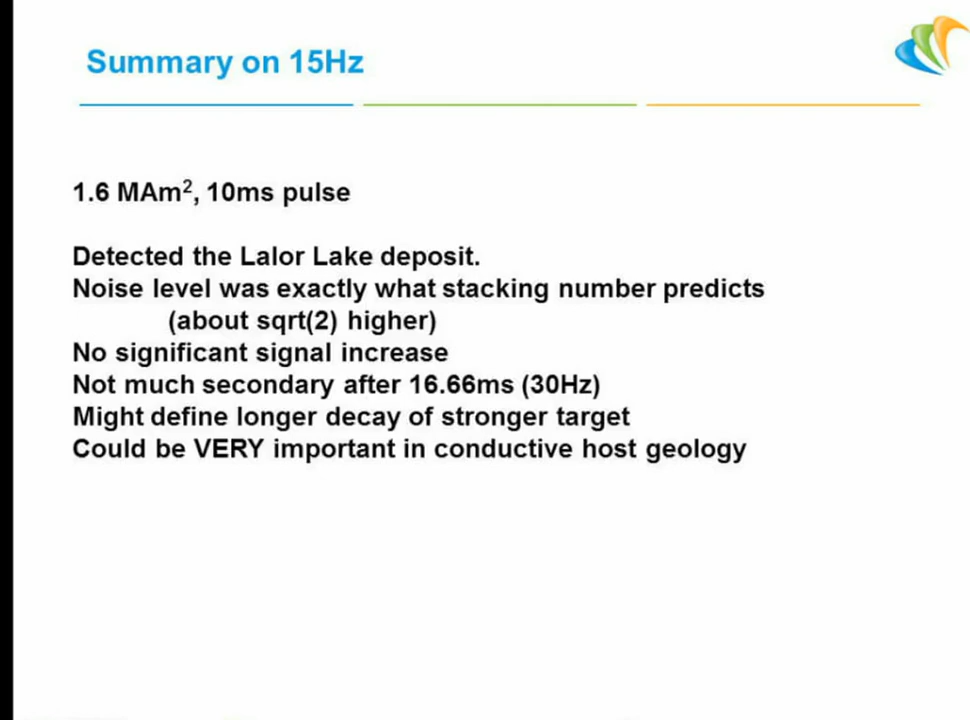 Summary on 15Hz
1.6 MAm², 10ms pulse
Detected the Lalor Lake deposit.
Noise level was exactly what stacking number predicts
(about sqrt(2) higher)
No significant signal increase
Not much secondary after 16.66ms (30Hz)
Might define longer decay of stronger target
Could be VERY important in conductive host geology